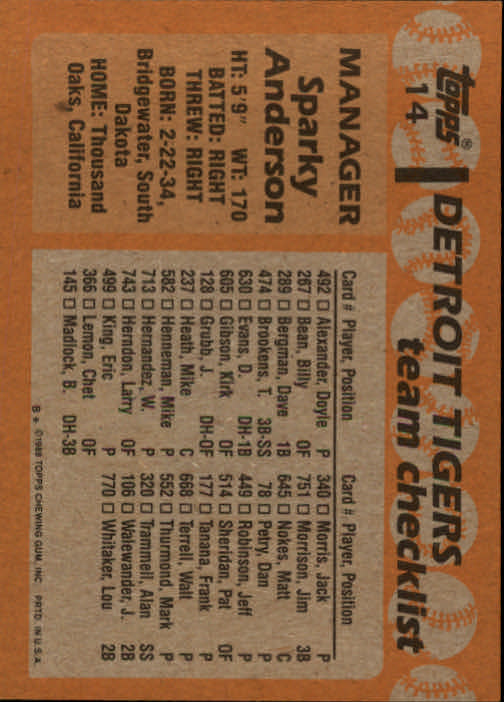 Topps®
14
DETROIT TIGERS
team checklist
MANAGER
Sparky
Anderson
HT: 5'9" WT: 170
BATTED: RIGHT
THREW: RIGHT
BORN: 2-22-34,
Bridgewater, South
Dakota
HOME: Thousand
Oaks, California
Card # Player, Position
492 □ Alexander, Doyle P
267 □ Bean, Billy OF
289 □ Bergman, Dave 1B
474 □ Brookens, T. 3B-SS
630 □ Evans, D. DH-1B
605 □ Gibson, Kirk OF
128 □ Grubb, J. DH-OF
237 □ Heath, Mike C
582 □ Henneman, Mike P
713 □ Hernandez, W. P
743 □ Herndon, Larry OF
499 □ King, Eric P
366 □ Lemon, Chet OF
145 □ Madlock, B. DH-3B
Card # Player, Position
340 □ Morris, Jack P
751 □ Morrison, Jim 3B
645 □ Nokes, Matt C
78 □ Petry, Dan P
449 □ Robinson, Jeff P
514 □ Sheridan, Pat OF
177 □ Tanana, Frank P
668 □ Terrell, Walt P
552 □ Thurmond, Mark P
320 □ Trammell, Alan SS
106 □ Walewander, J. 2B
770 □ Whitaker, Lou 2B
B * ©1988 TOPPS CHEWING GUM, INC. PRTD. IN U.S.A.